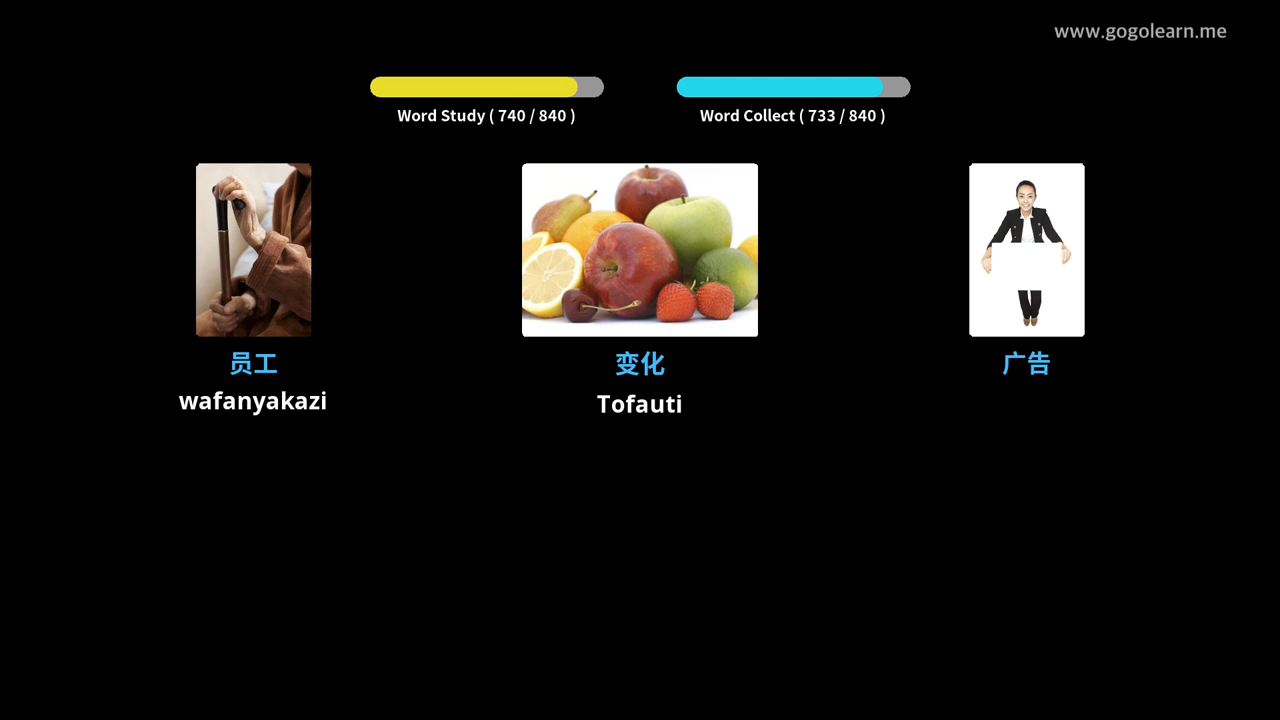 www.gogolearn.me
Word Study ( 740 / 840 )
Word Collect ( 733 / 840 )
员工
变化
广告
wafanyakazi
Tofauti